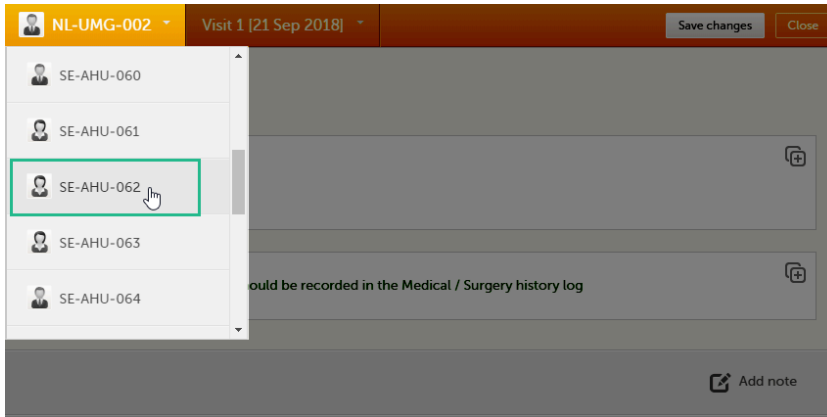 NL-UMG-002 Visit 1 [21 Sep 2018] Save changes Close
SE-AHU-060
SE-AHU-061
SE-AHU-062
SE-AHU-063
ould be recorded in the Medical / Surgery history log
SE-AHU-064
Add note